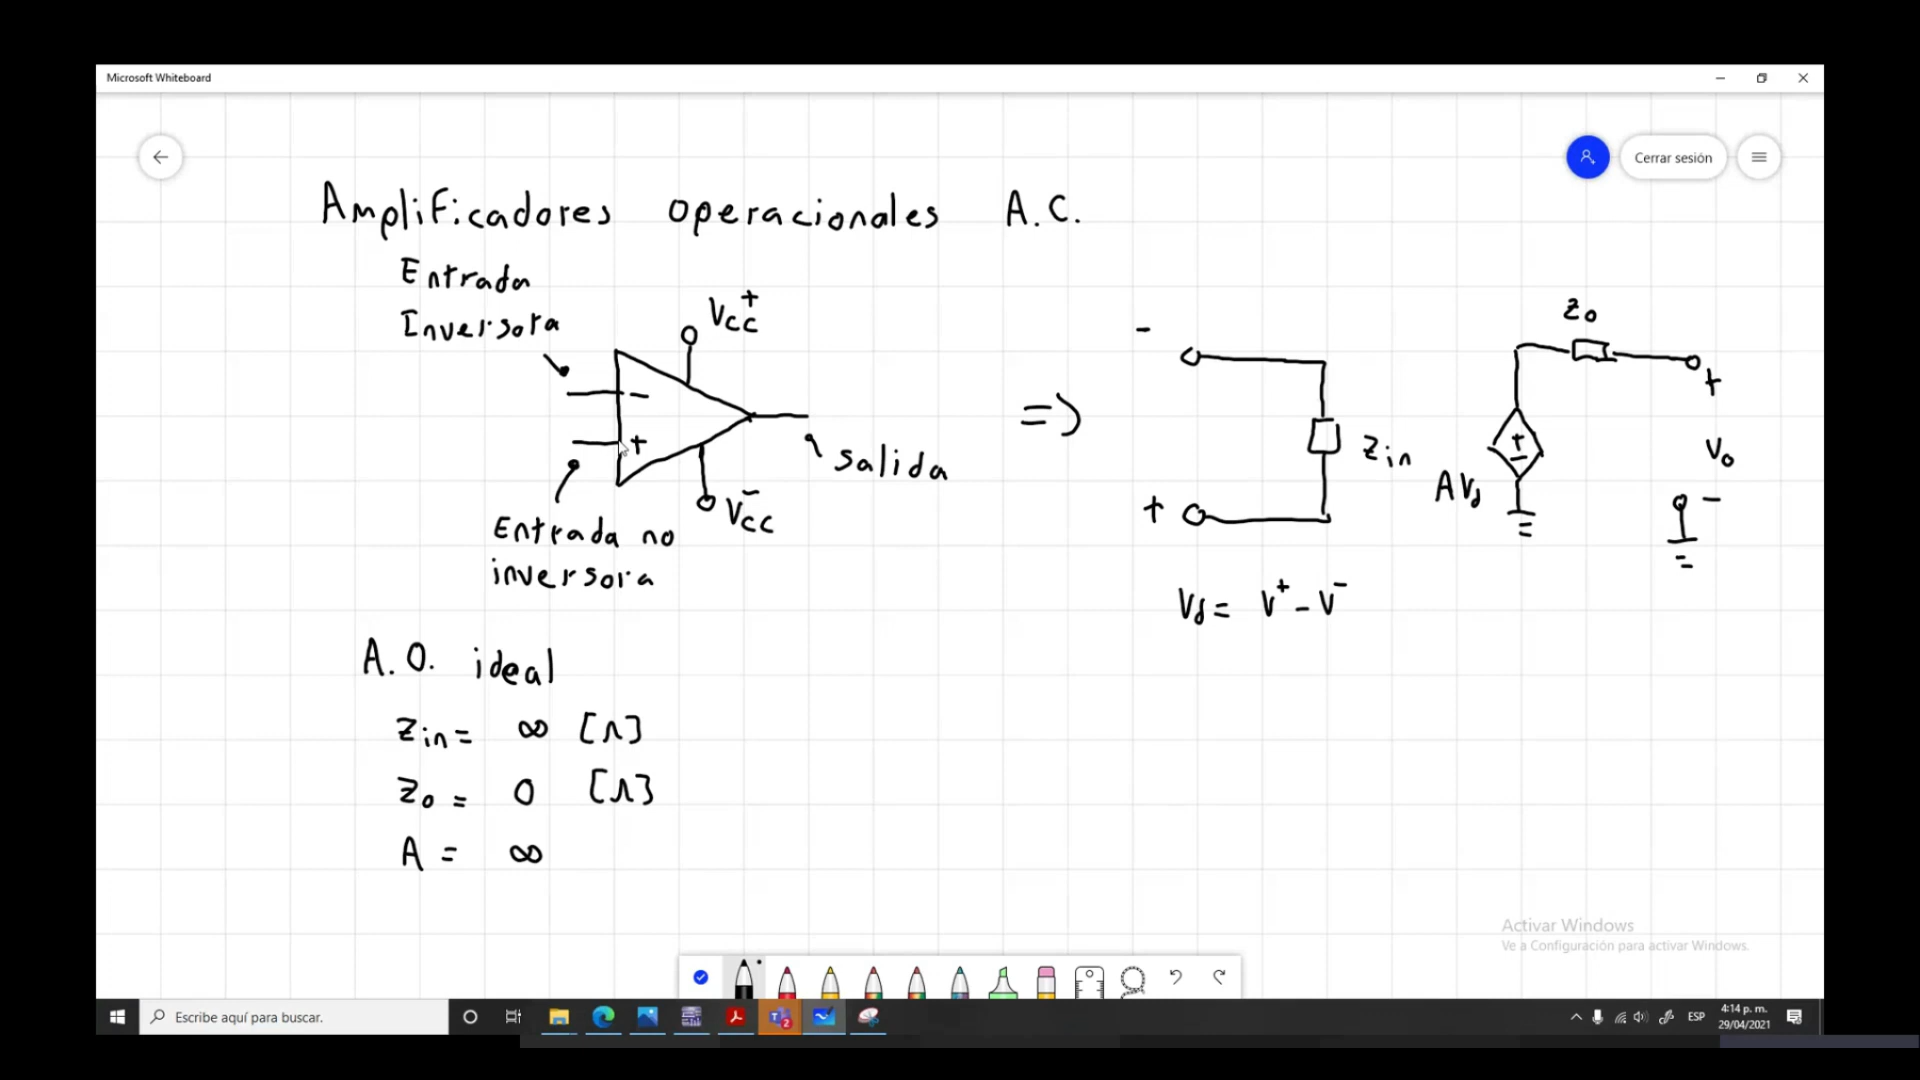 Microsoft Whiteboard
Cerrar sesión
Amplificadores operacionales A.C.
Entrada
Inversora
Vcc+
-
+
Vcc-
salida
Entrada no
inversora
=>
-
+
Zin
Zo
+
-
AVd
+
Vo
-
Vd = V+ - V-
A.O. ideal
Zin = ∞ [Ω]
Zo = 0 [Ω]
A = ∞
Activar Windows
Ve a Configuración para activar Windows.
Escribe aquí para buscar.
ESP
4:14 p. m.
29/04/2021